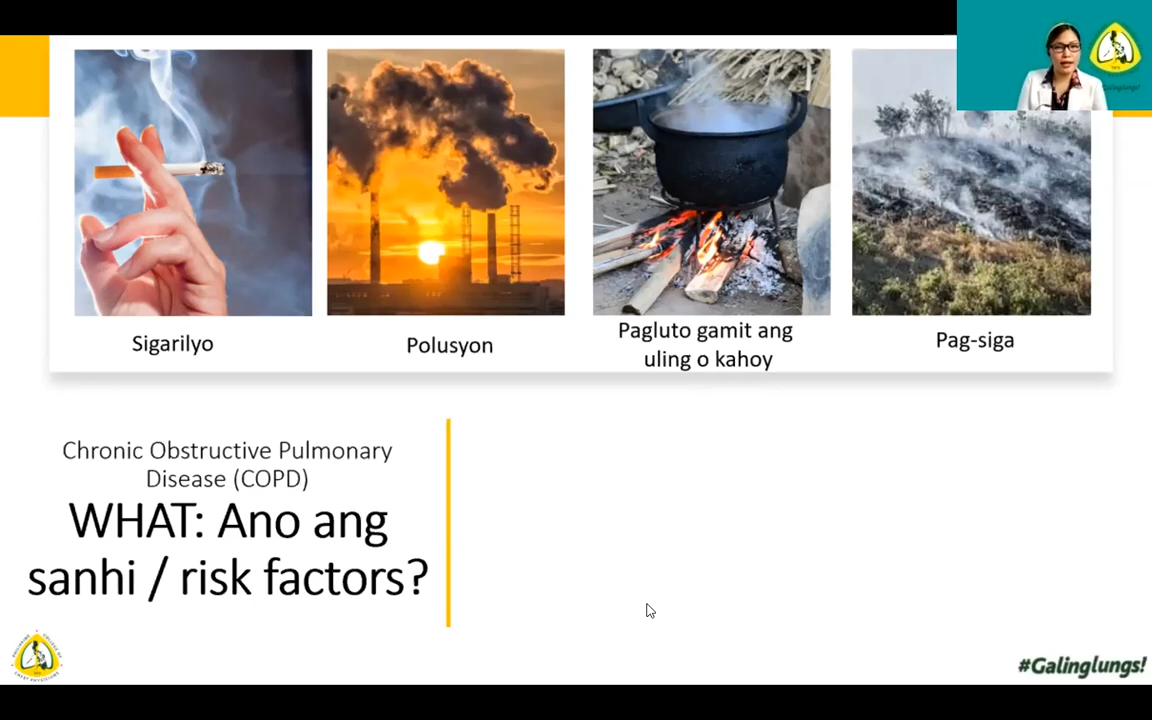 Galinglungs!
Sigarilyo
Polusyon
Pagluto gamit ang
uling o kahoy
Pag-siga
Chronic Obstructive Pulmonary
Disease (COPD)
WHAT: Ano ang
sanhi / risk factors?
#Galinglungs!